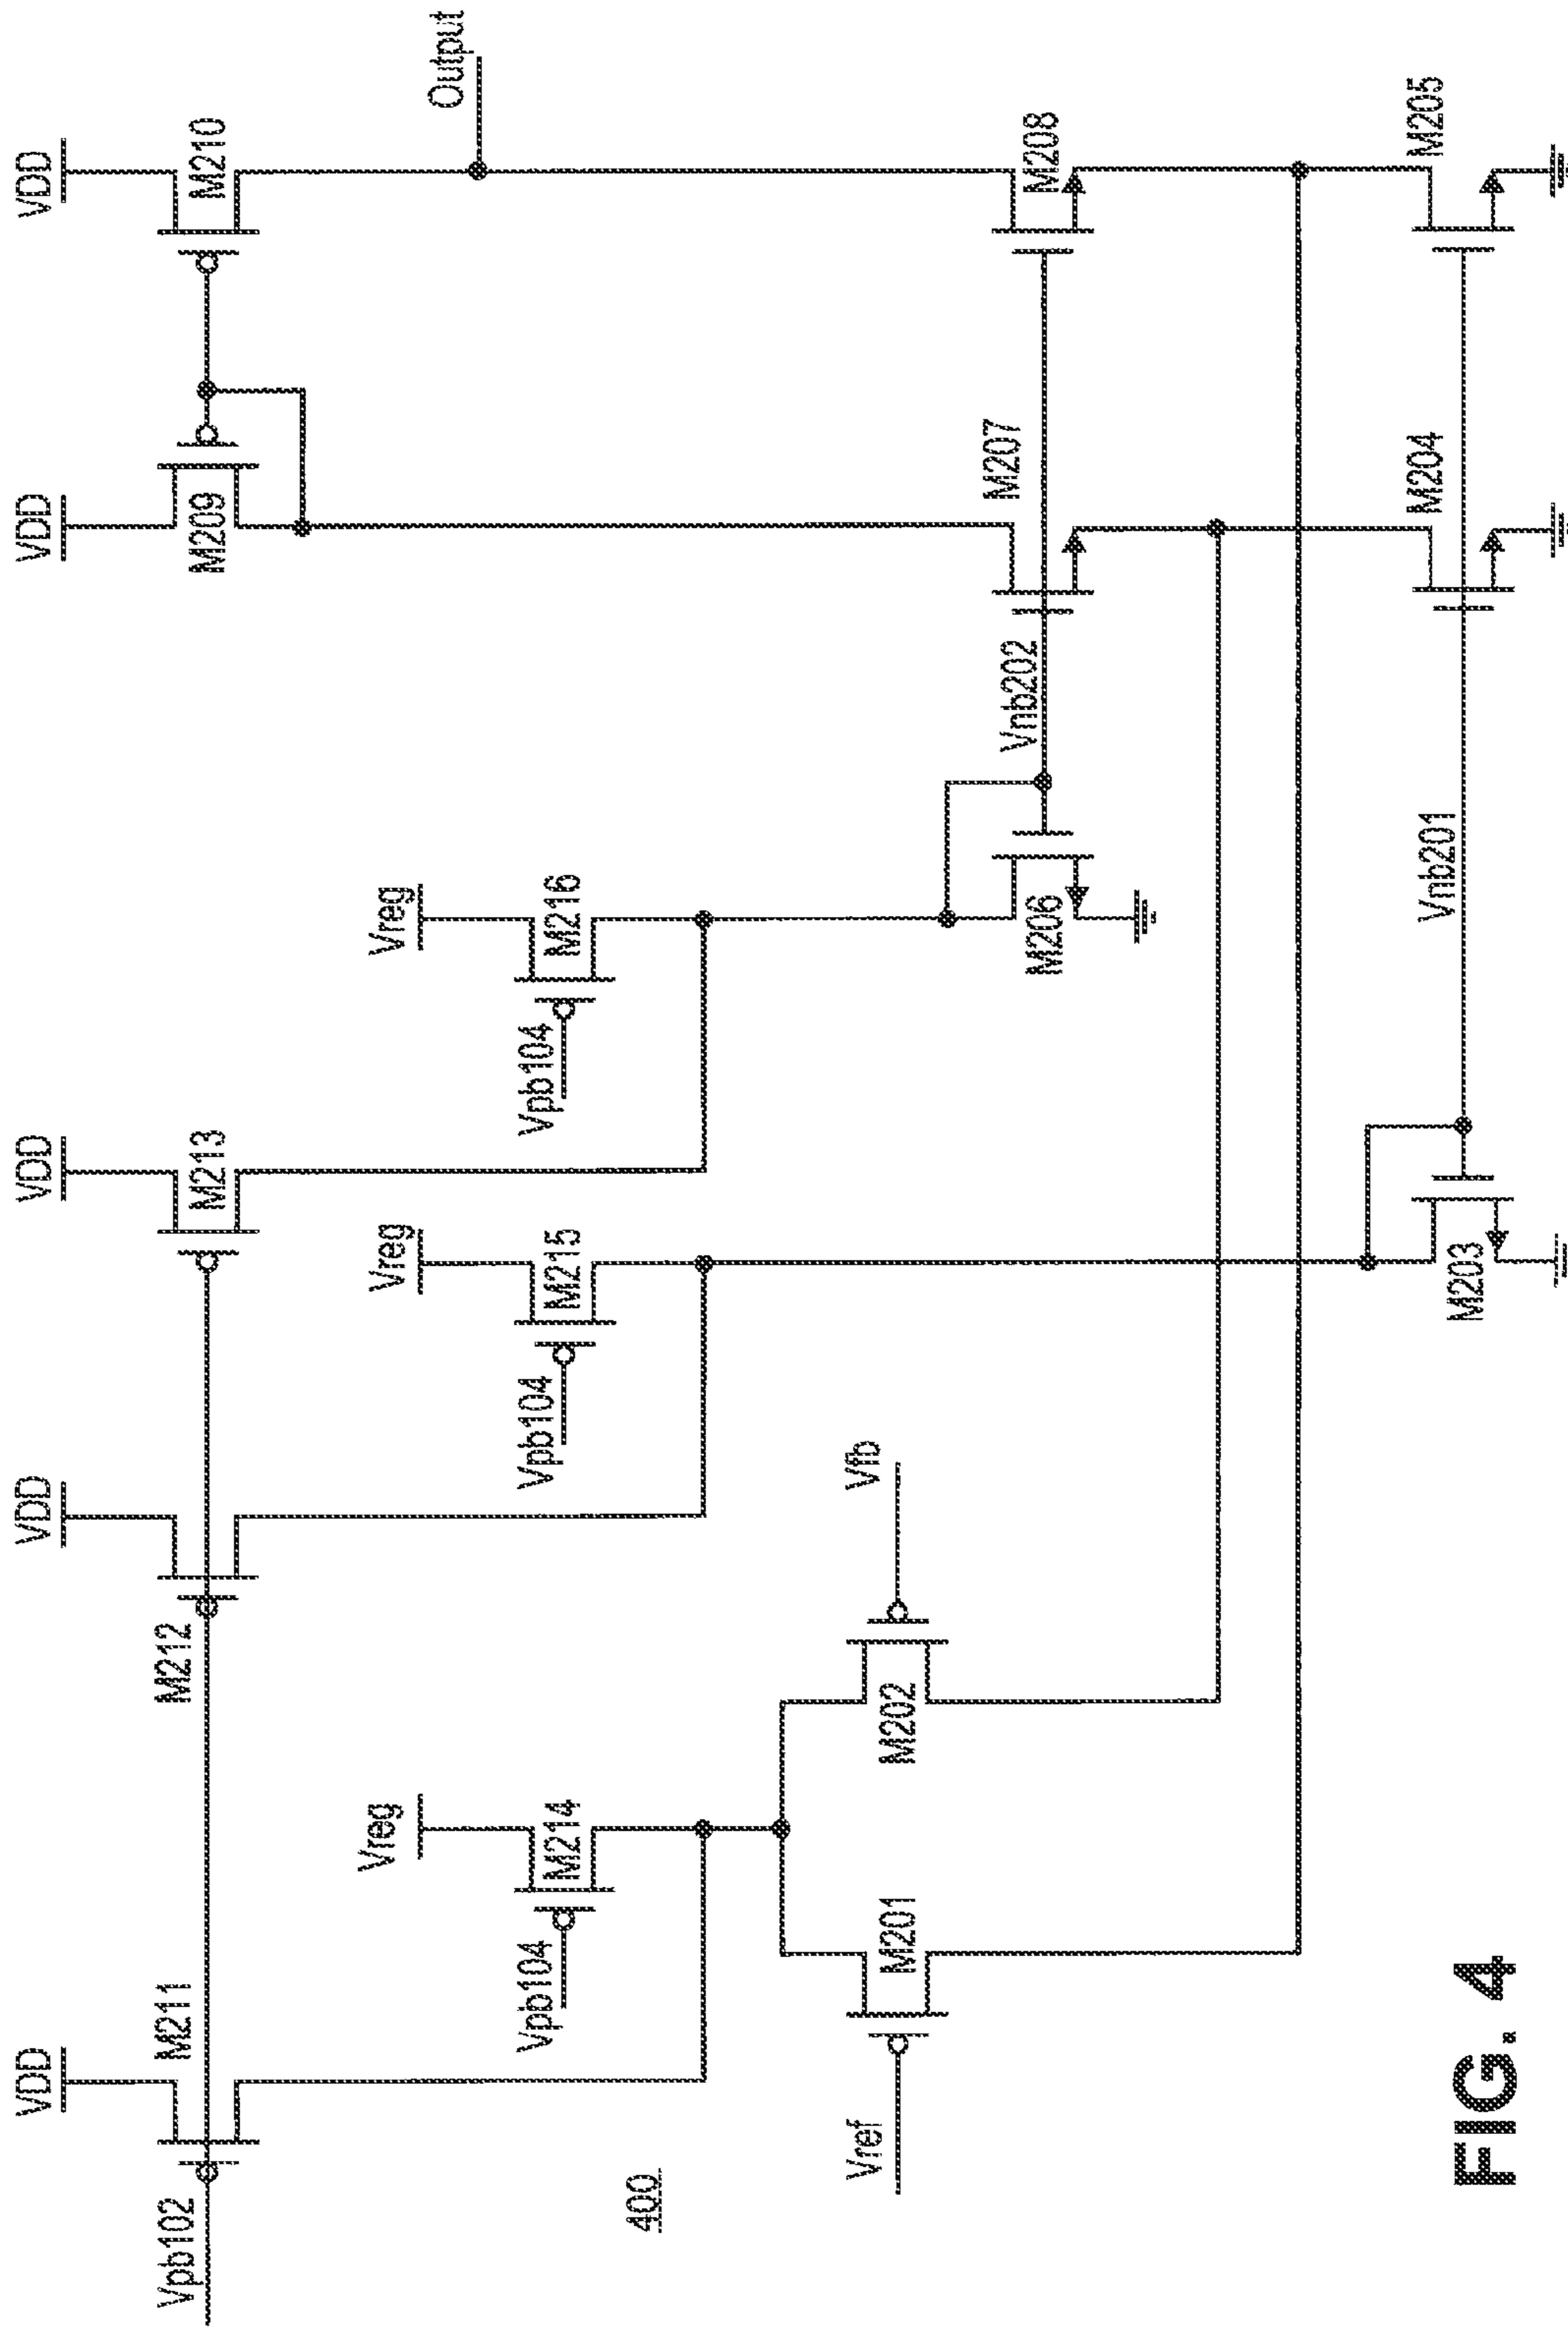 VDD
VDD
VDD
VDD
VDD
Vpb102
M211
M212
M213
M209
M210
Vreg
Vreg
Vreg
Output
Vpb104
M214
Vpb104
M215
Vpb104
M216
400
Vref
M201
M202
Vfb
M206
Vnb202
M207
M208
M203
Vnb201
M204
M205
FIG. 4